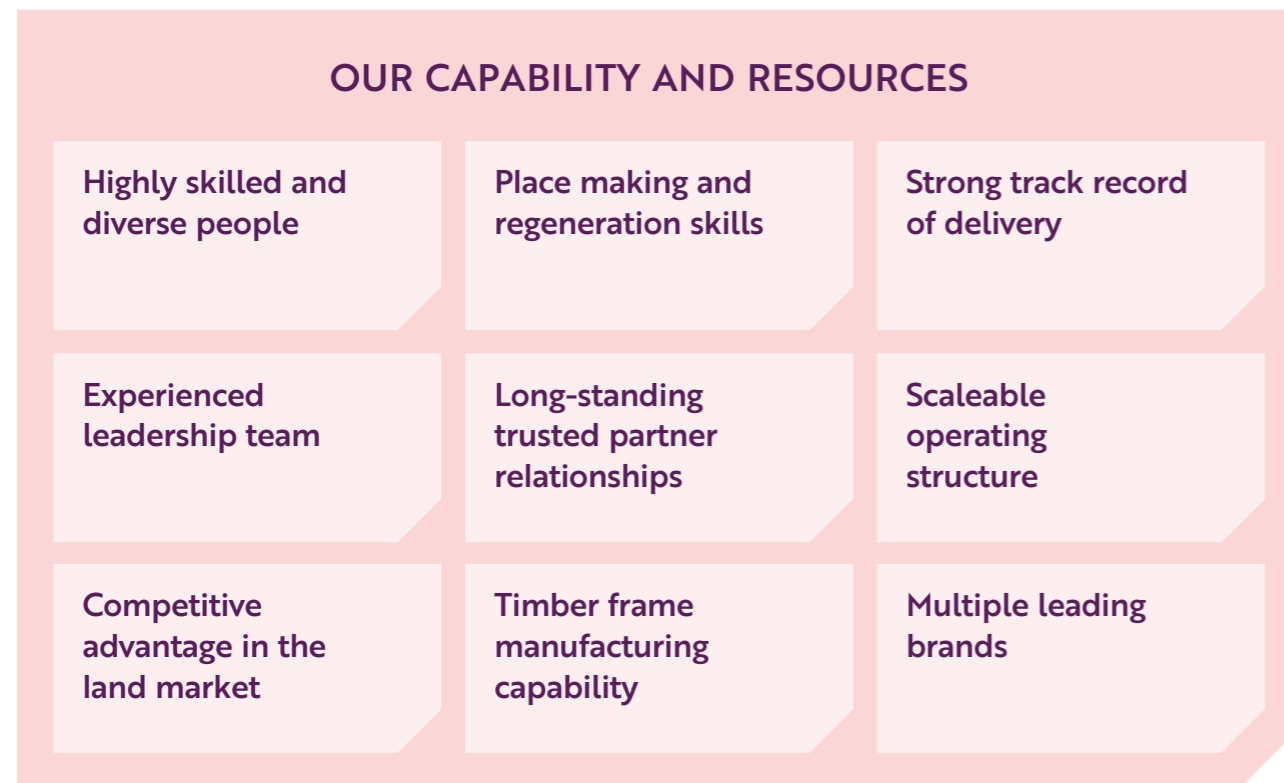 OUR CAPABILITY AND RESOURCES
Highly skilled and
diverse people
Place making and
regeneration skills
Strong track record
of delivery
Experienced
leadership team
Long-standing
trusted partner
relationships
Scaleable
operating
structure
Competitive
advantage in the
land market
Timber frame
manufacturing
capability
Multiple leading
brands